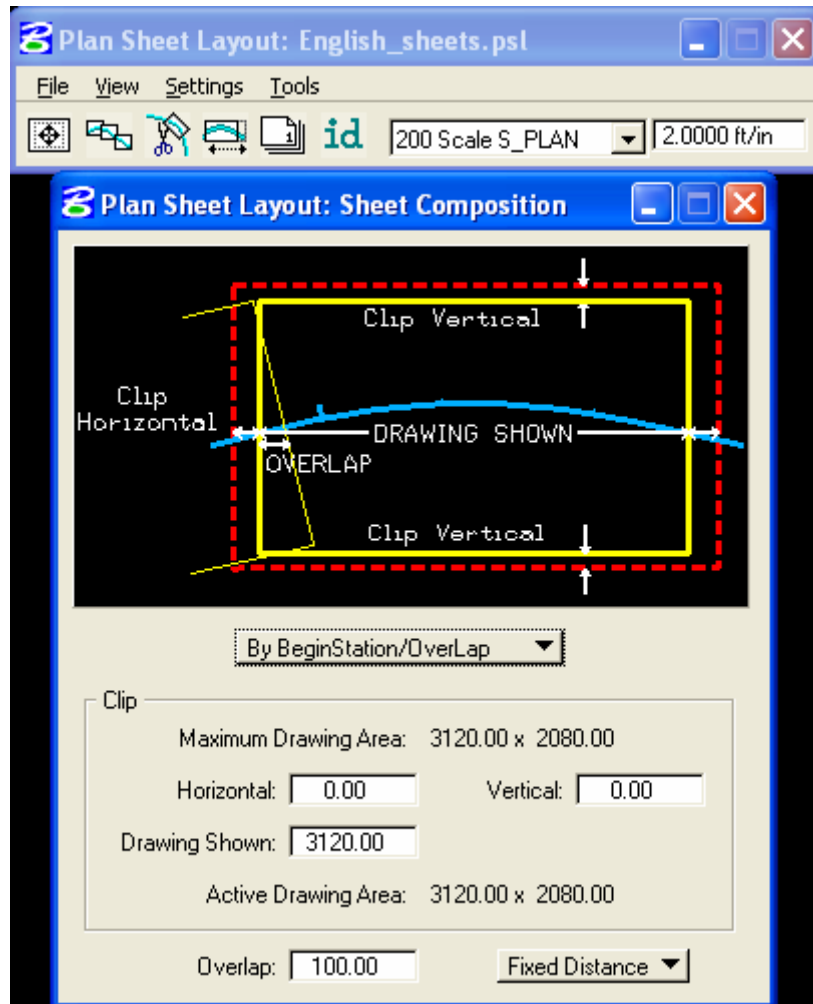 Plan Sheet Layout: English_sheets.psl
File View Settings Tools
1 id 200 Scale S_PLAN 2.0000 ft/in
Plan Sheet Layout: Sheet Composition
Clip Vertical
Clip
Horizontal
DRAWING SHOWN
OVERLAP
Clip Vertical
By BeginStation/OverLap
Clip
Maximum Drawing Area: 3120.00 x 2080.00
Horizontal: 0.00 Vertical: 0.00
Drawing Shown: 3120.00
Active Drawing Area: 3120.00 x 2080.00
Overlap: 100.00 Fixed Distance